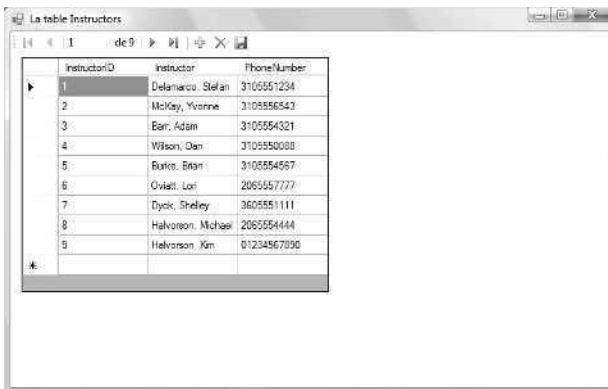 La table Instructors
1 de 9
InstructorID Instructor PhoneNumber
1 Delamarco, Stefan 3105551234
2 McKay, Yvonne 3105556543
3 Barr, Adam 3105554321
4 Wilson, Dan 3105550088
5 Burke, Brian 3105554567
6 Oviatt, Lori 2065557777
7 Dyck, Shelley 3605551111
8 Halvorson, Michael 2065554444
9 Halvorson, Kim 01234567890